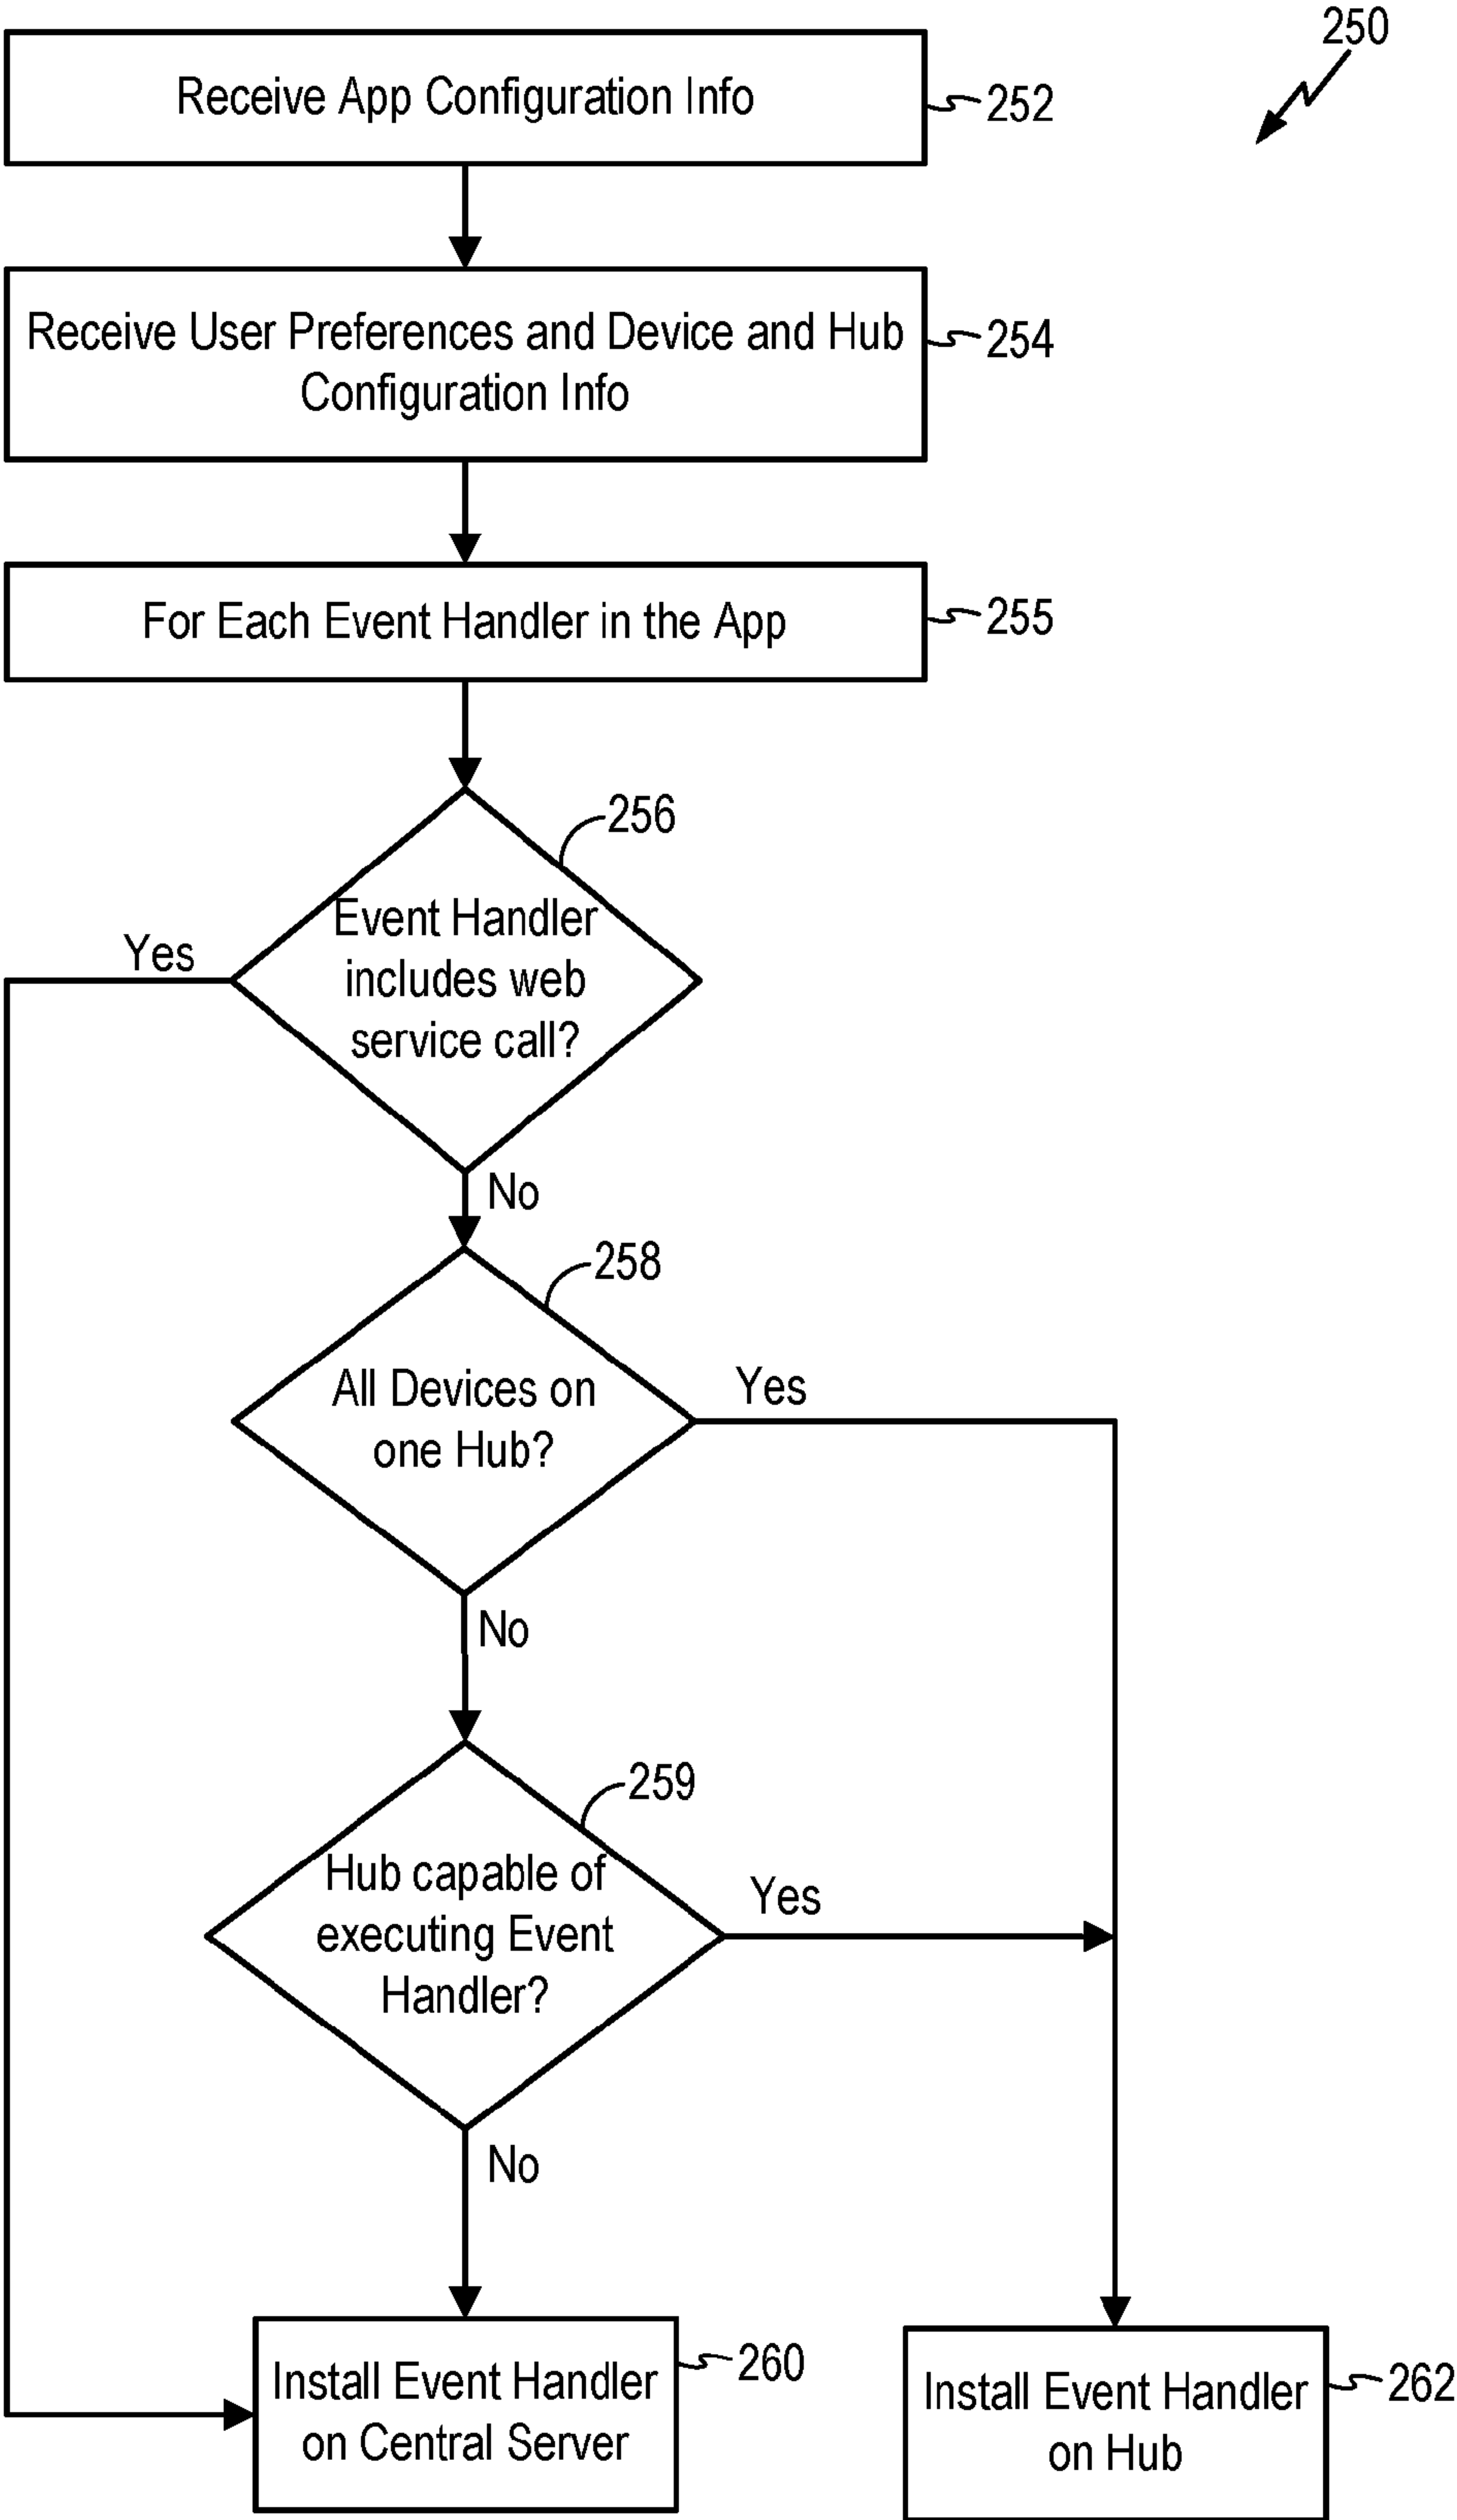 250
Receive App Configuration Info
252
Receive User Preferences and Device and Hub
Configuration Info
254
For Each Event Handler in the App
255
256
Event Handler
includes web
service call?
Yes
No
258
All Devices on
one Hub?
Yes
No
259
Hub capable of
executing Event
Handler?
Yes
No
Install Event Handler
on Central Server
260
Install Event Handler
on Hub
262